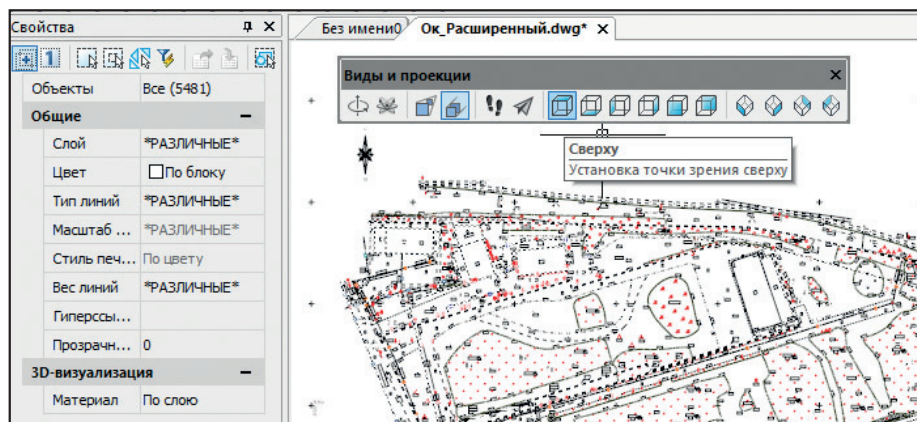 Свойства
Без имени0 Ок_Расширенный.dwg*
Объекты Все (5481)
Общие
Слой *РАЗЛИЧНЫЕ*
Цвет По блоку
Тип линий *РАЗЛИЧНЫЕ*
Масштаб ... *РАЗЛИЧНЫЕ*
Стиль печ... По цвету
Вес линий *РАЗЛИЧНЫЕ*
Гиперссы...
Прозрачн... 0
3D-визуализация
Материал По слою
Виды и проекции
Сверху
Установка точки зрения сверху